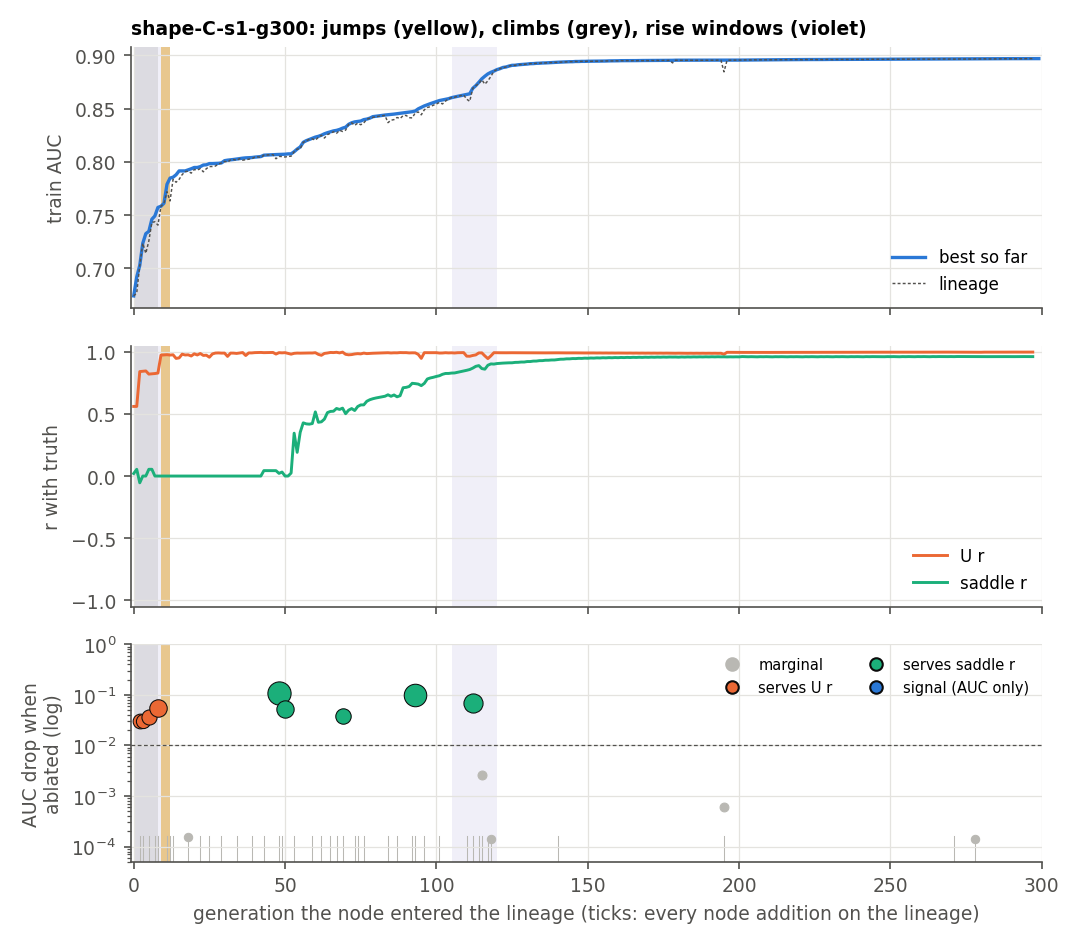 shape-C-s1-g300: jumps (yellow), climbs (grey), rise windows (violet)
train AUC
0.90
0.85
0.80
0.75
0.70
best so far
lineage
r with truth
1.0
0.5
0.0
−0.5
−1.0
U r
saddle r
AUC drop when
ablated (log)
10⁰
10⁻¹
10⁻²
10⁻³
10⁻⁴
marginal
serves U r
serves saddle r
signal (AUC only)
0 50 100 150 200 250 300
generation the node entered the lineage (ticks: every node addition on the lineage)